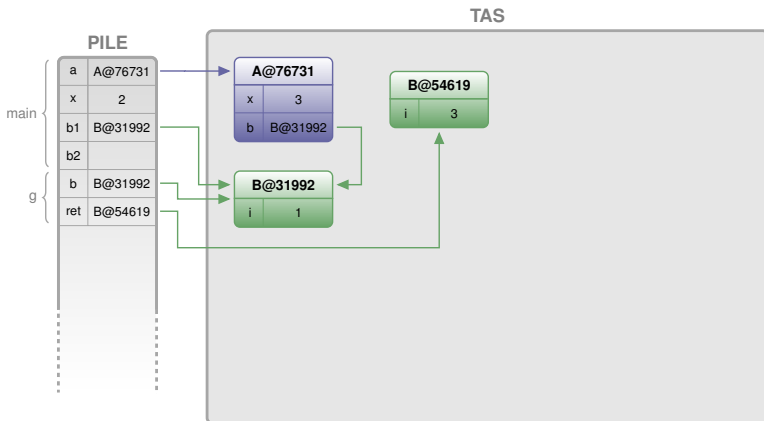 TAS
PILE
main
a A@76731
x 2
b1 B@31992
b2
g
b B@31992
ret B@54619
A@76731
x 3
b B@31992
B@54619
i 3
B@31992
i 1